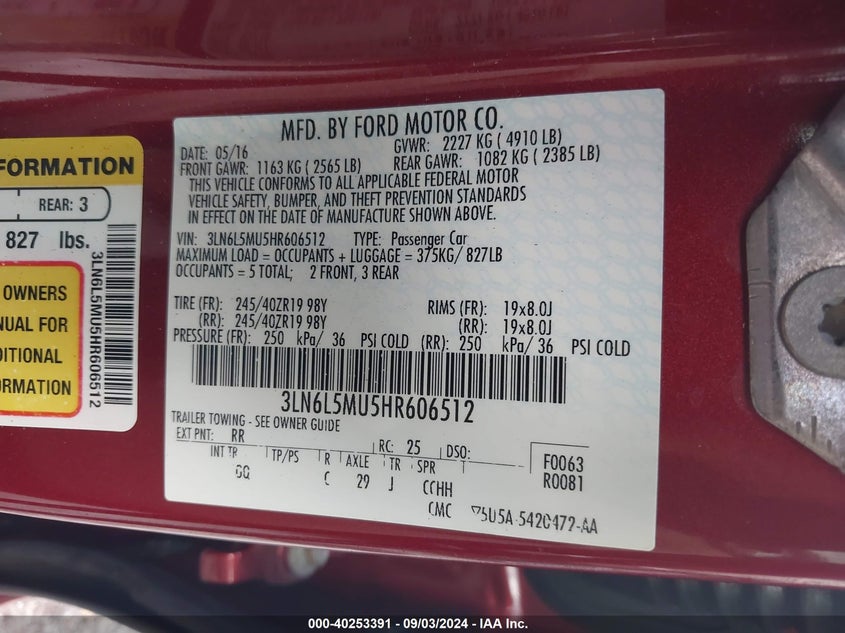 MFD. BY FORD MOTOR CO.
DATE: 05/16 GVWR: 2227 KG ( 4910 LB)
FRONT GAWR: 1163 KG ( 2565 LB) REAR GAWR: 1082 KG ( 2385 LB)
THIS VEHICLE CONFORMS TO ALL APPLICABLE FEDERAL MOTOR
VEHICLE SAFETY, BUMPER, AND THEFT PREVENTION STANDARDS
IN EFFECT ON THE DATE OF MANUFACTURE SHOWN ABOVE.
VIN: 3LN6L5MU5HR606512 TYPE: Passenger Car
MAXIMUM LOAD = OCCUPANTS + LUGGAGE = 375KG/ 827LB
OCCUPANTS = 5 TOTAL; 2 FRONT, 3 REAR
TIRE (FR): 245/40ZR19 98Y RIMS (FR): 19x8.0J
(RR): 245/40ZR19 98Y (RR): 19x8.0J
PRESSURE (FR): 250 kPa/ 36 PSI COLD (RR): 250 kPa/ 36 PSI COLD
3LN6L5MU5HR606512
TRAILER TOWING - SEE OWNER GUIDE
EXT PNT: RR RC: 25 DSO: F0063
INT TR TP/PS R AXLE TR SPR R0081
29 J
CMC
FORMATION
REAR: 3
827 lbs.
OWNERS
NUAL FOR
DITIONAL
FORMATION
3LN6L5MU5HR606512
000-40253391 - 09/03/2024 - IAA Inc.